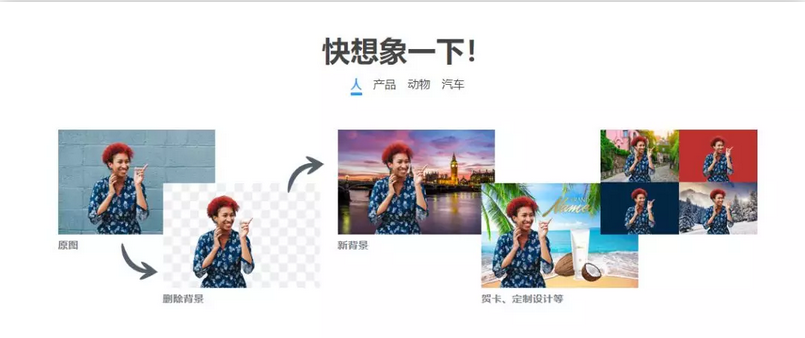 快想象一下!
人 产品 动物 汽车
原图
删除背景
新背景
贺卡、定制设计等